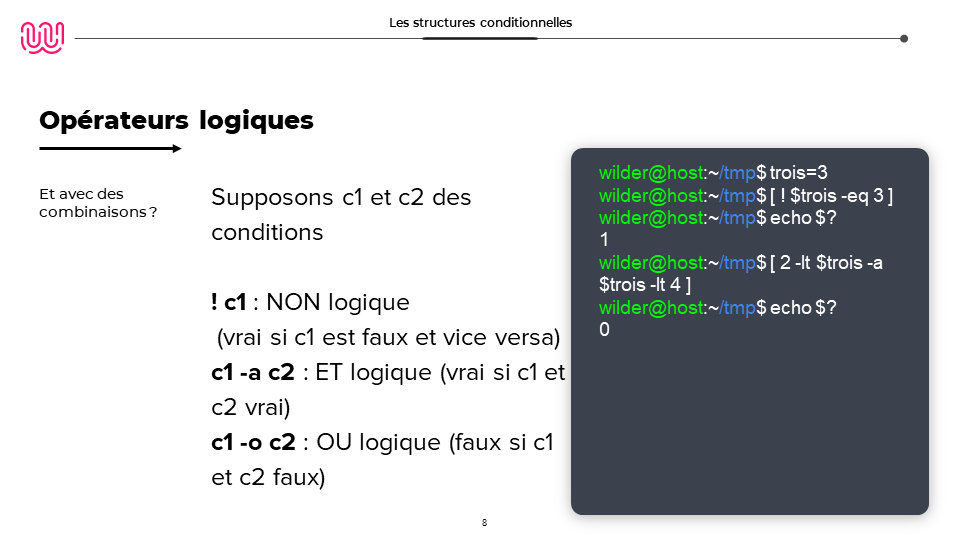 Les structures conditionnelles
Opérateurs logiques
Et avec des
combinaisons ?
Supposons c1 et c2 des
conditions
! c1 : NON logique
(vrai si c1 est faux et vice versa)
c1 -a c2 : ET logique (vrai si c1 et
c2 vrai)
c1 -o c2 : OU logique (faux si c1
et c2 faux)
wilder@host:~/tmp$ trois=3
wilder@host:~/tmp$ [ ! $trois -eq 3 ]
wilder@host:~/tmp$ echo $?
1
wilder@host:~/tmp$ [ 2 -lt $trois -a
$trois -lt 4 ]
wilder@host:~/tmp$ echo $?
0
8